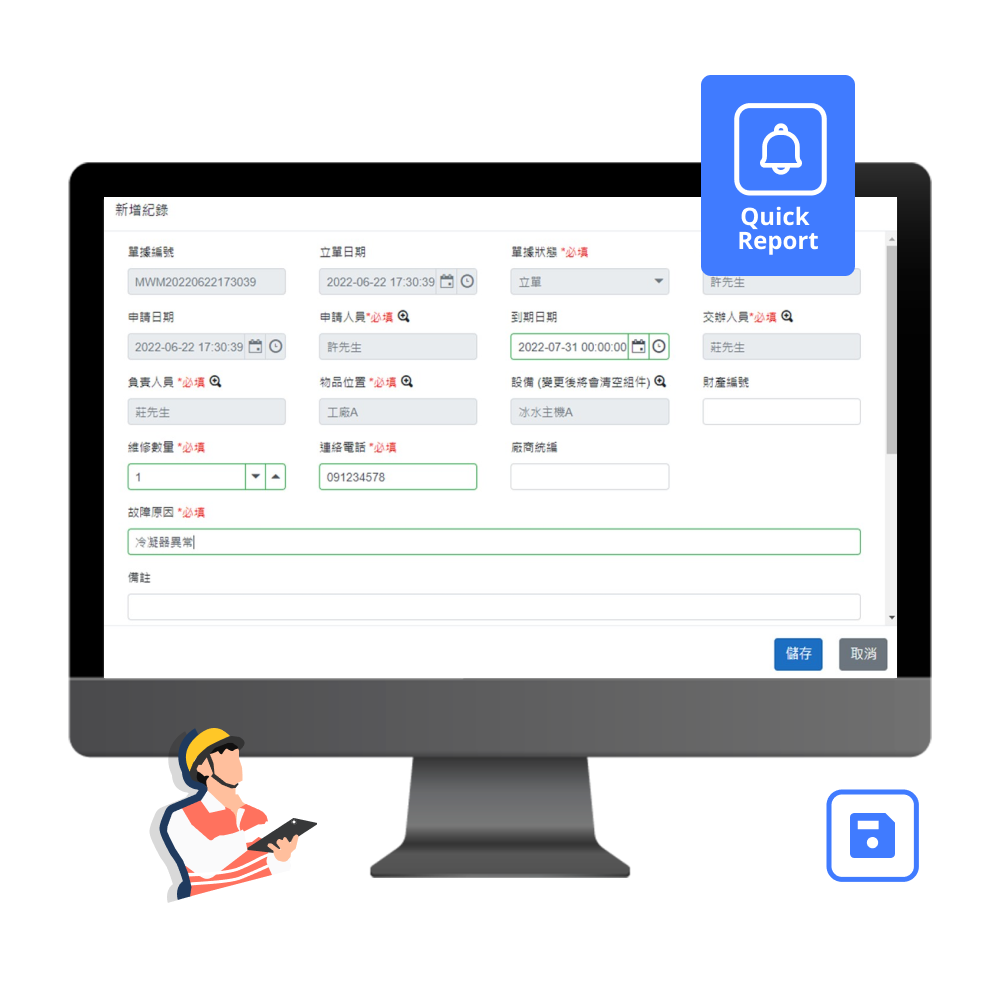 Quick
Report
新增紀錄
單據編號
立單日期
單據狀態 *必填
MWM20220622173039
2022-06-22 17:30:39
立單
許先生
申請日期
申請人員*必填
到期日期
交辦人員*必填
2022-06-22 17:30:39
許先生
2022-07-31 00:00:00
莊先生
負責人員 *必填
物品位置 *必填
設備 (變更後將會清空組件)
財產編號
莊先生
工廠A
冰水主機A
維修數量 *必填
連絡電話 *必填
廠商統編
1
091234578
故障原因 *必填
冷凝器異常
備註
儲存
取消